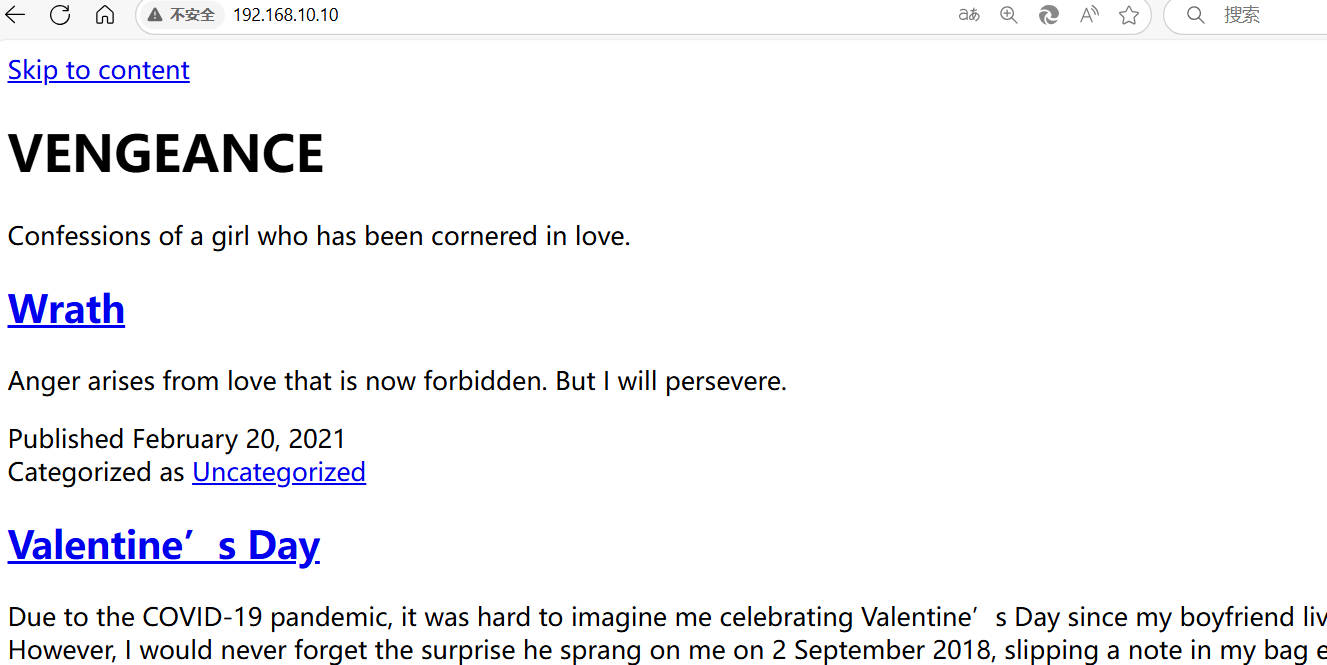 不安全 192.168.10.10 aあ A 搜索
Skip to content
VENGEANCE
Confessions of a girl who has been cornered in love.
Wrath
Anger arises from love that is now forbidden. But I will persevere.
Published February 20, 2021
Categorized as Uncategorized
Valentine’s Day
Due to the COVID-19 pandemic, it was hard to imagine me celebrating Valentine’s Day since my boyfriend
However, I would never forget the surprise he sprang on me on 2 September 2018, slipping a note in my bag